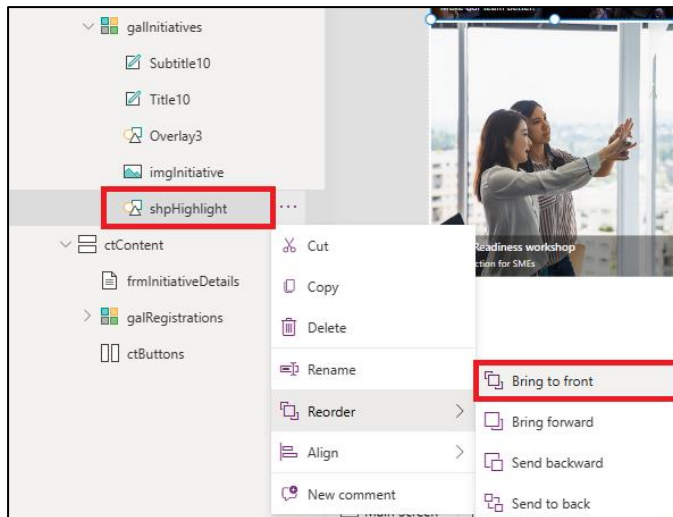 galInitiatives
Subtitle10
Title10
Overlay3
imgInitiative
shpHighlight
ctContent
frmInitiativeDetails
galRegistrations
ctButtons
Cut
Copy
Delete
Rename
Reorder
Align
New comment
Readiness workshop
ction for SMEs
Bring to front
Bring forward
Send backward
Send to back